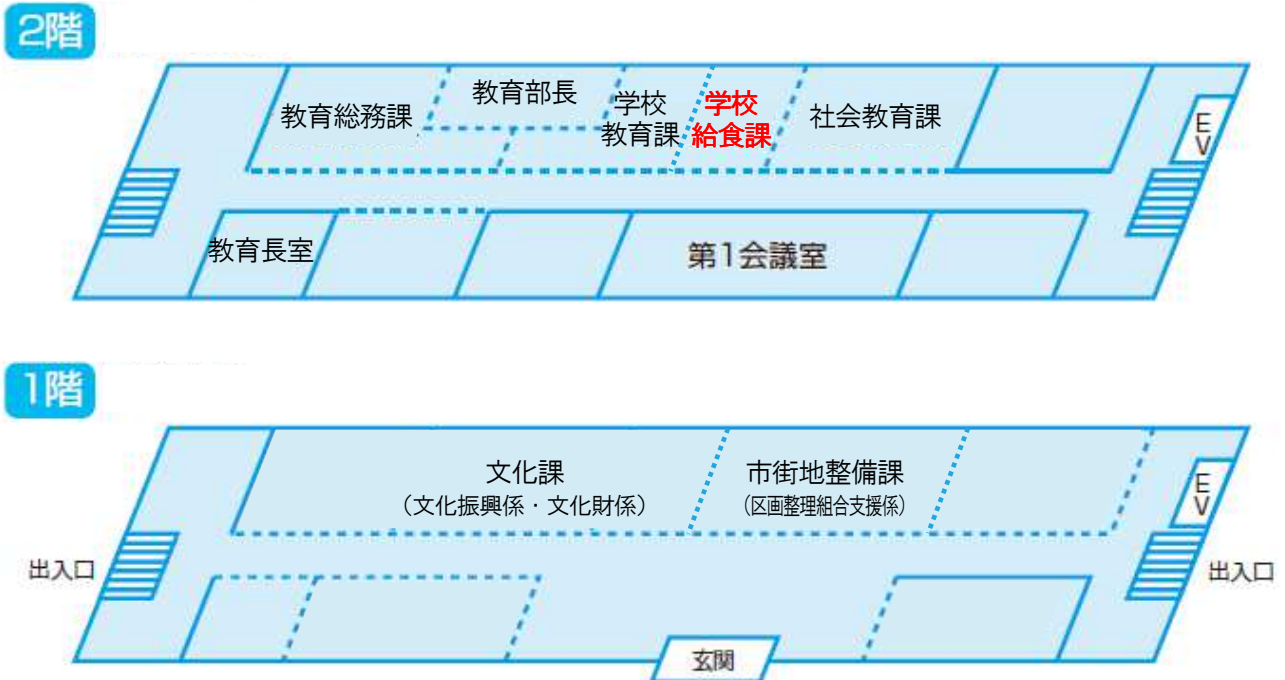 2階
教育総務課
教育部長
学校
教育課
学校
給食課
社会教育課
EV
教育長室
第1会議室
1階
文化課
（文化振興係・文化財係）
市街地整備課
（区画整理組合支援係）
EV
出入口
出入口
玄関